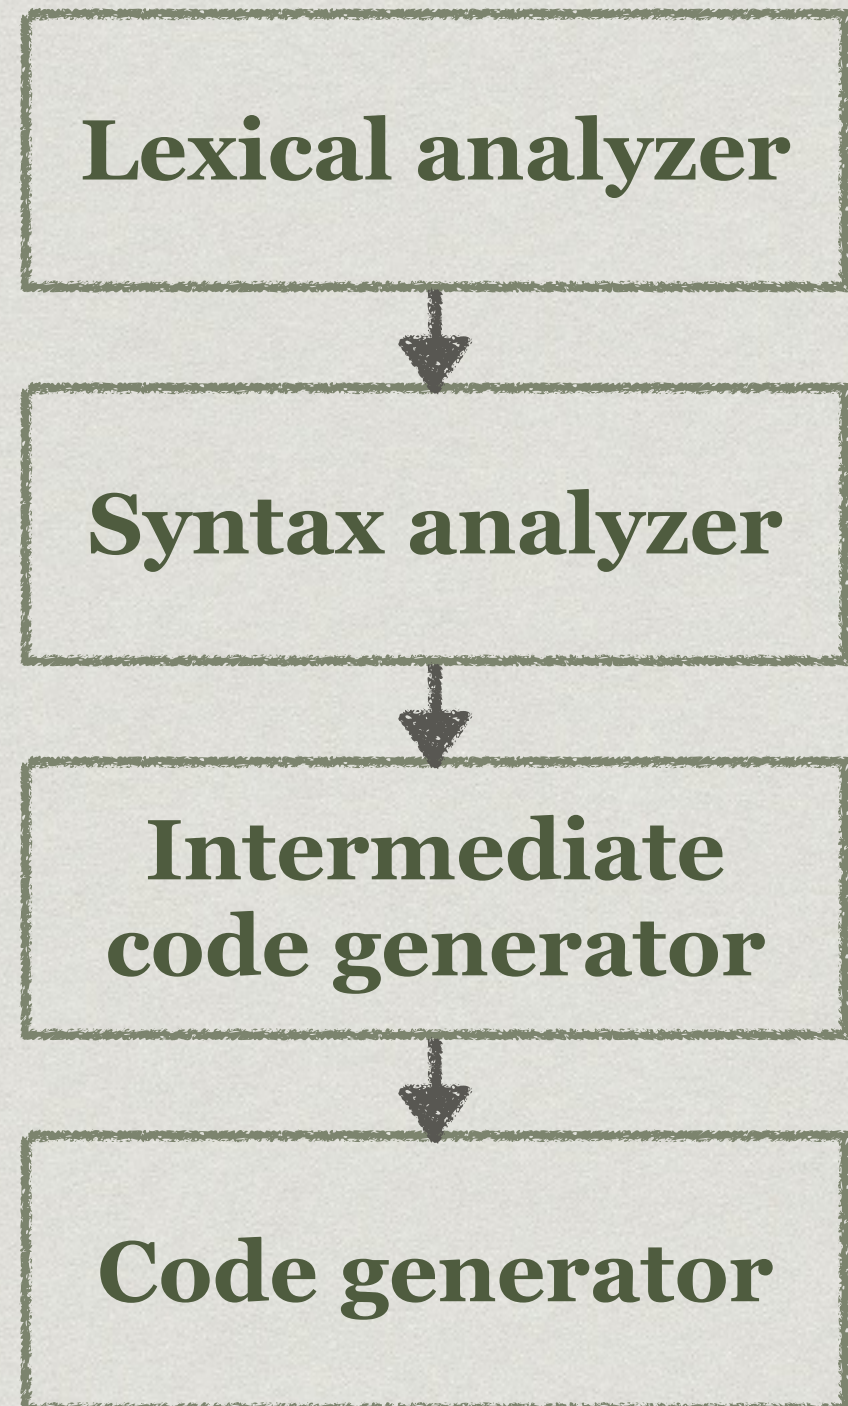 Lexical analyzer
Syntax analyzer
Intermediate
code generator
Code generator